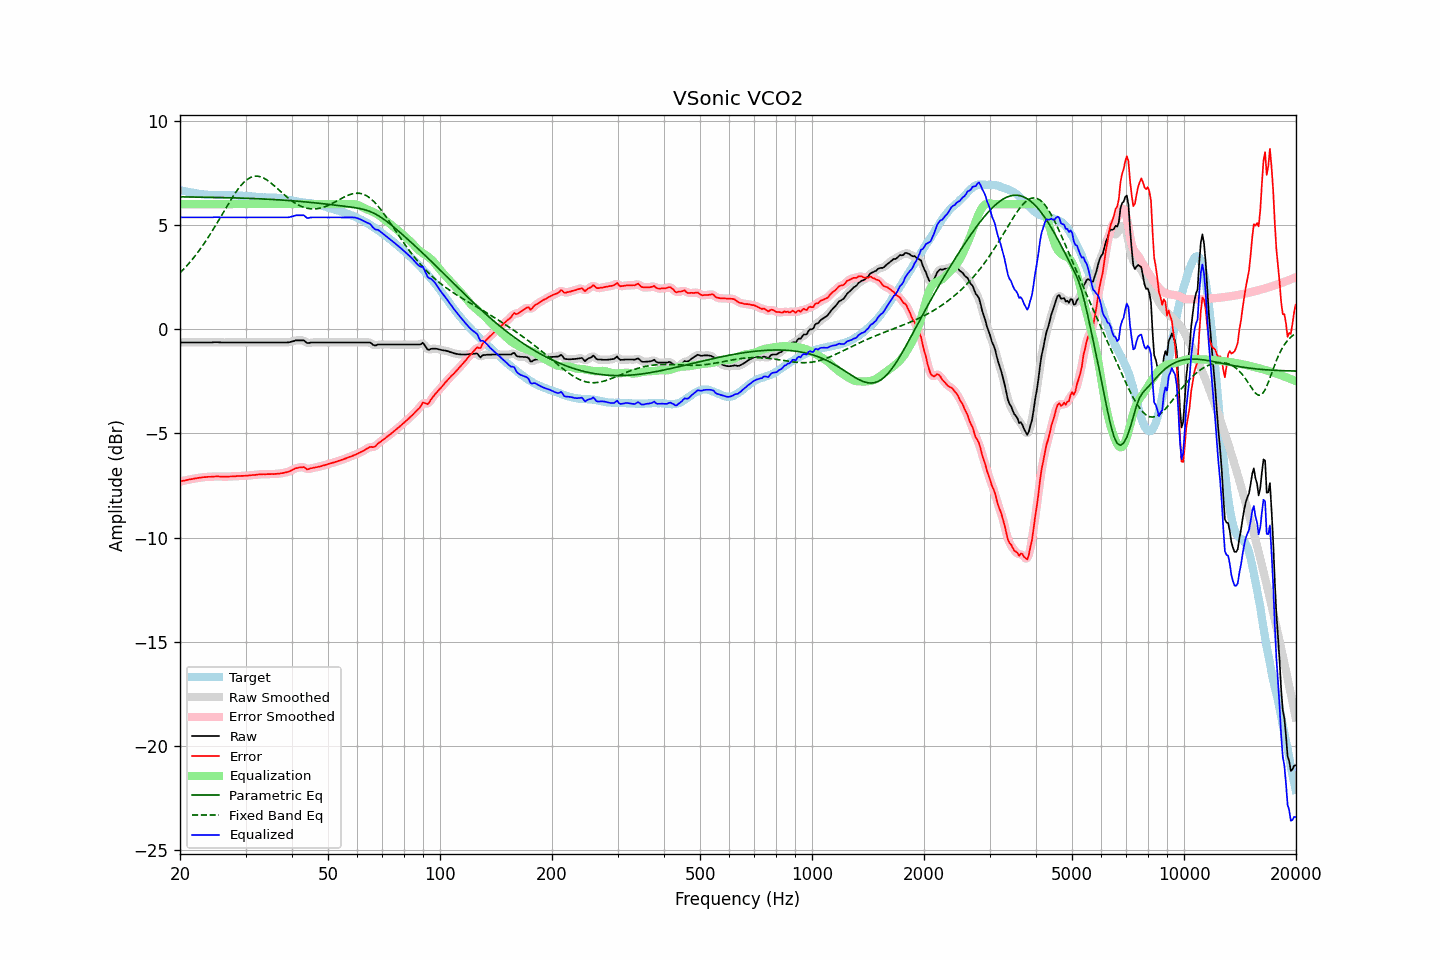 VSonic VCO2
Amplitude (dBr)
10
5
0
−5
−10
−15
−20
−25
Target
Raw Smoothed
Error Smoothed
Raw
Error
Equalization
Parametric Eq
Fixed Band Eq
Equalized
20 50 100 200 500 1000 2000 5000 10000 20000
Frequency (Hz)